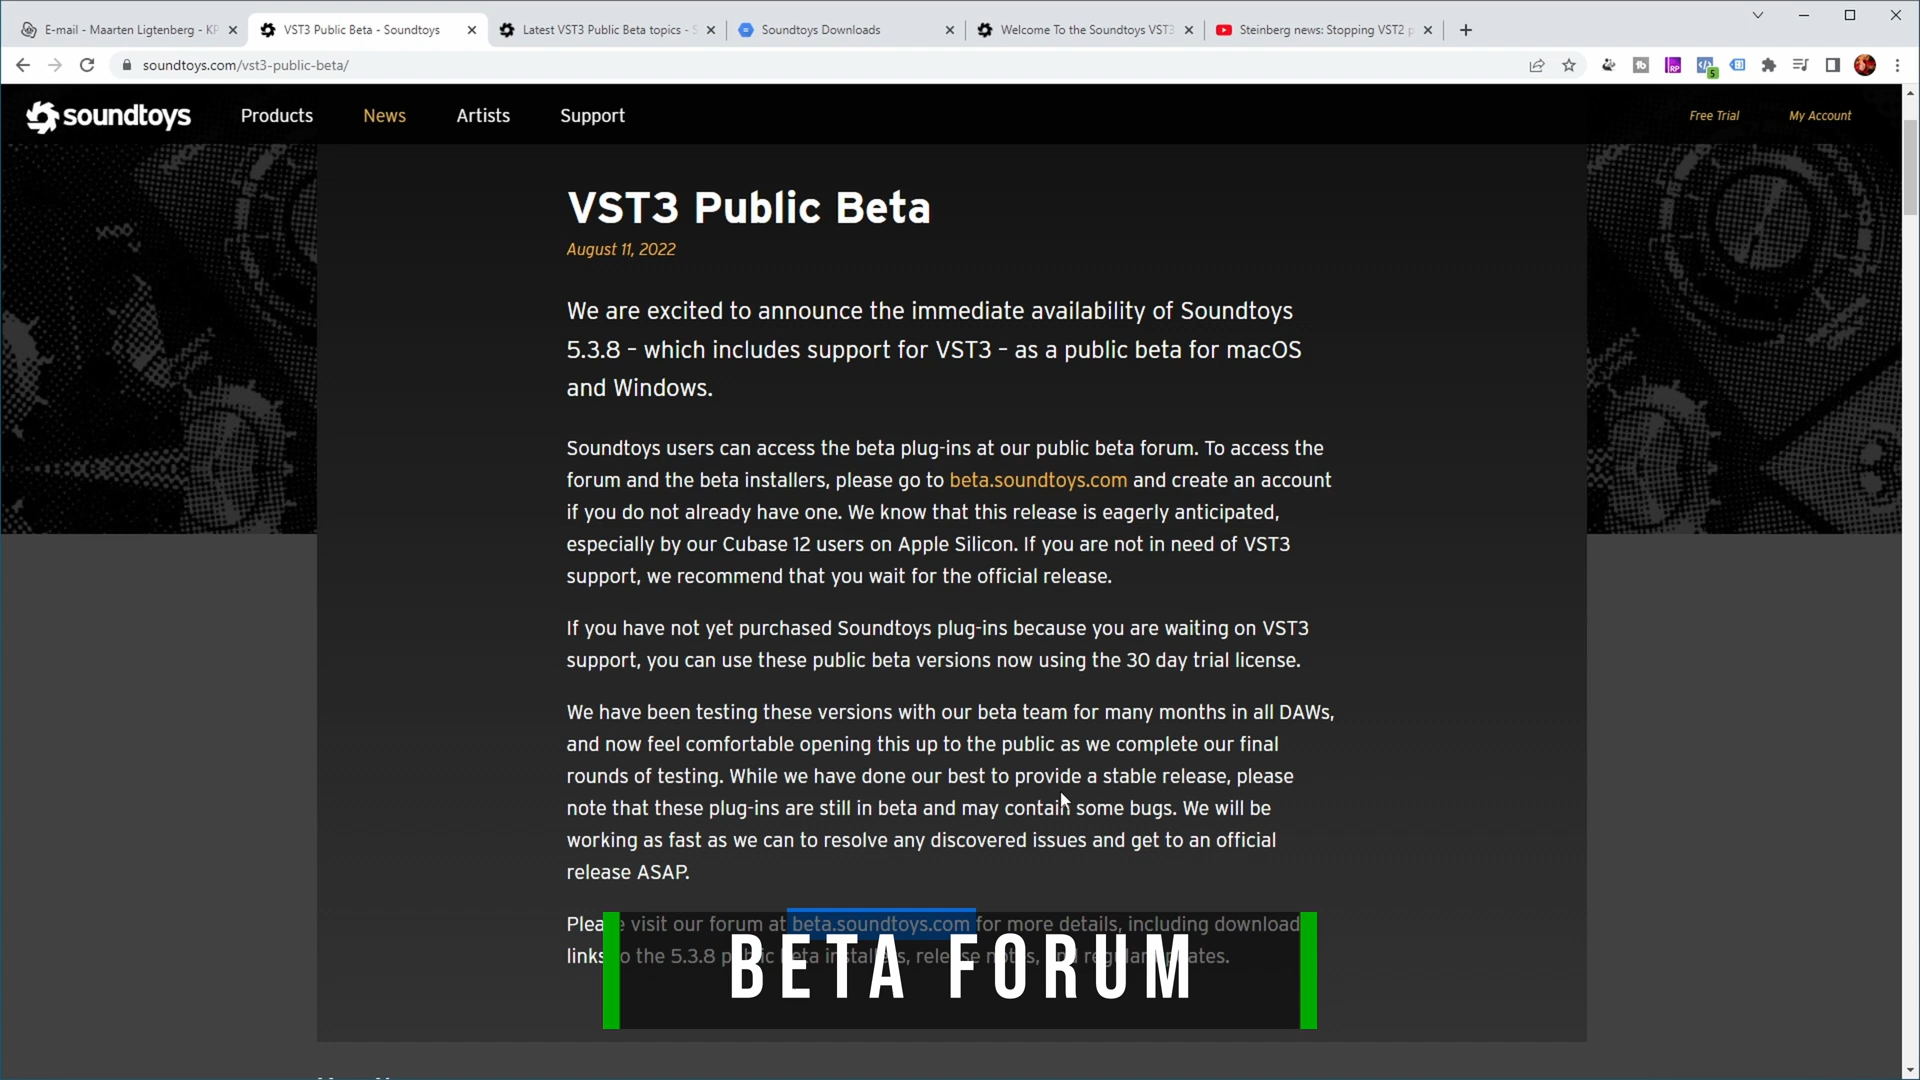 E-mail - Maarten Ligtenberg - KP
VST3 Public Beta - Soundtoys
Latest VST3 Public Beta topics - S
Soundtoys Downloads
Welcome To the Soundtoys VST3
Steinberg news: Stopping VST2 p
soundtoys.com/vst3-public-beta/
soundtoys Products News Artists Support Free Trial My Account
VST3 Public Beta
August 11, 2022
We are excited to announce the immediate availability of Soundtoys
5.3.8 – which includes support for VST3 – as a public beta for macOS
and Windows.
Soundtoys users can access the beta plug-ins at our public beta forum. To access the
forum and the beta installers, please go to beta.soundtoys.com and create an account
if you do not already have one. We know that this release is eagerly anticipated,
especially by our Cubase 12 users on Apple Silicon. If you are not in need of VST3
support, we recommend that you wait for the official release.
If you have not yet purchased Soundtoys plug-ins because you are waiting on VST3
support, you can use these public beta versions now using the 30 day trial license.
We have been testing these versions with our beta team for many months in all DAWs,
and now feel comfortable opening this up to the public as we complete our final
rounds of testing. While we have done our best to provide a stable release, please
note that these plug-ins are still in beta and may contain some bugs. We will be
working as fast as we can to resolve any discovered issues and get to an official
release ASAP.
Please visit our forum at beta.soundtoys.com for more details, including download
links to the 5.3.8 public beta installers, release notes, and regular updates.
BETA FORUM